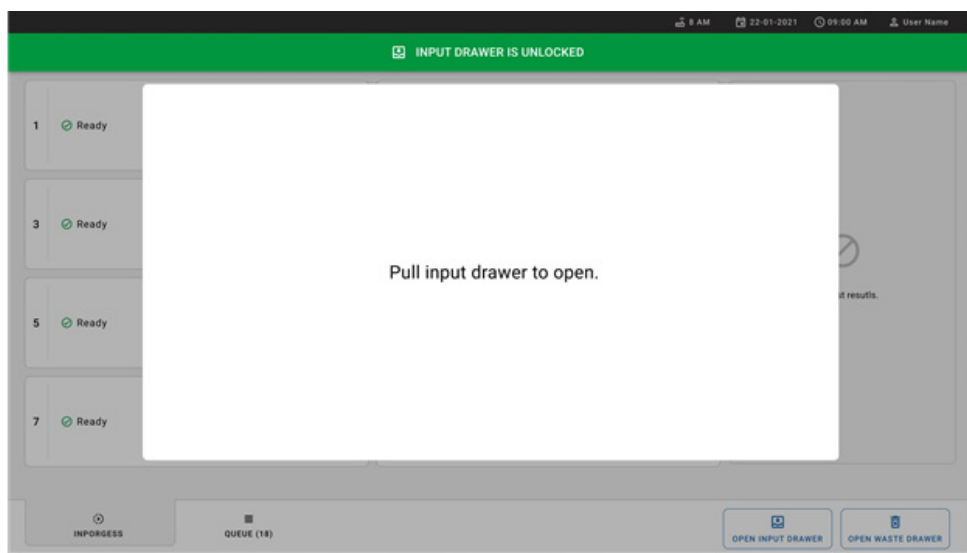 8 AM 22-01-2021 09:00 AM User Name
INPUT DRAWER IS UNLOCKED
1 Ready
3 Ready
Pull input drawer to open.
resutls.
5 Ready
7 Ready
INPORGESS
QUEUE (18)
OPEN INPUT DRAWER
OPEN WASTE DRAWER